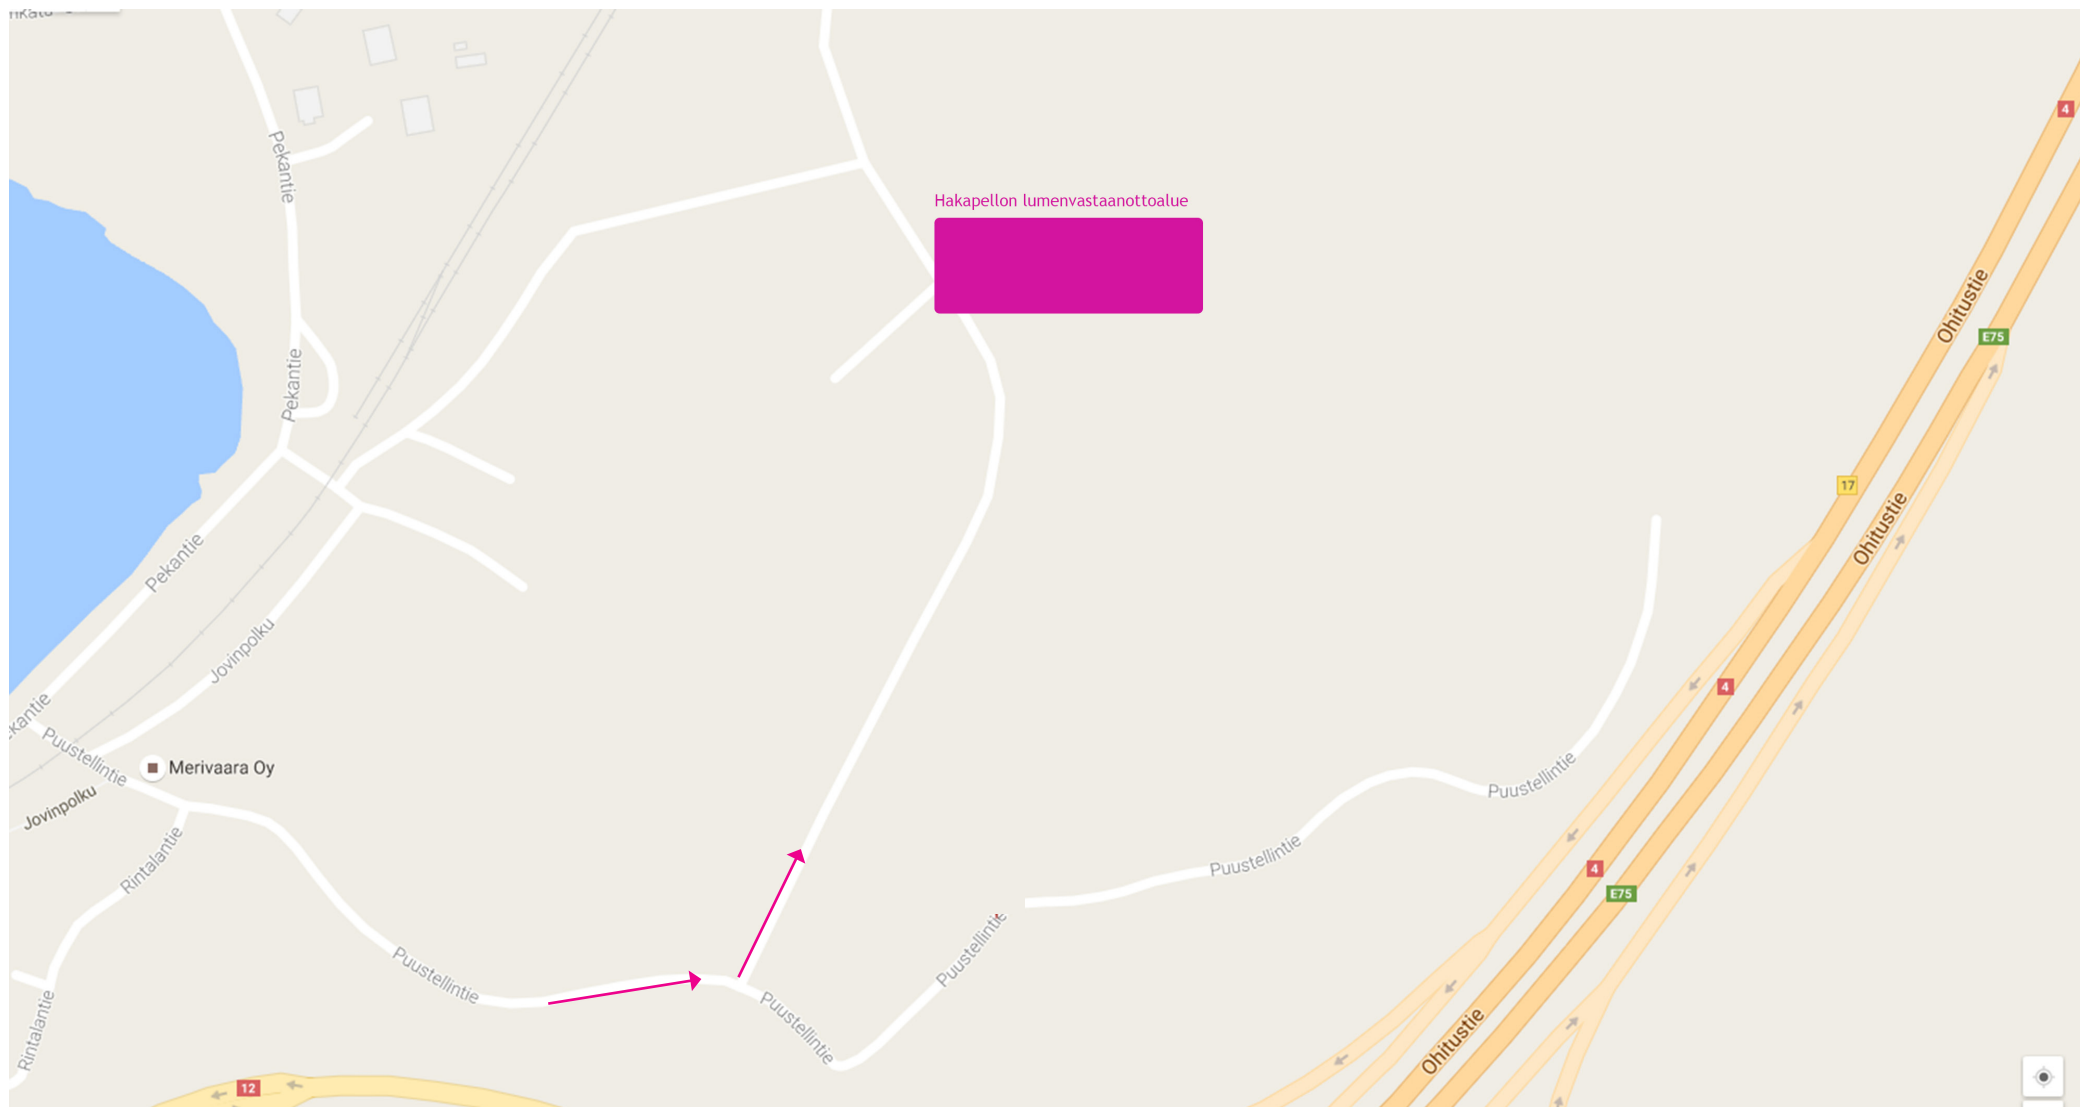 Pekantie
4
Hakapellon lumenvastaanottoalue
Ohitustie
E75
Pekantie
17
Ohitustie
Pekantie
Jovinpolku
4
Puustellintie
Merivaara Oy
Puustellintie
Jovinpolku
Rintalantie
Puustellintie
4
E75
Puustellintie
Puustellintie
Puustellintie
Rintalantie
Ohitustie
12